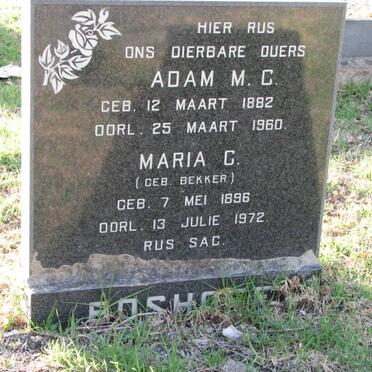 HIER RUS
ONS DIERBARE OUERS
ADAM M. C.
GEB. 12 MAART 1882
OORL. 25 MAART 1960.
MARIA C.
(GEB. BEKKER)
GEB. 7 MEI 1896
OORL. 13 JULIE 1972.
RUS SAG.